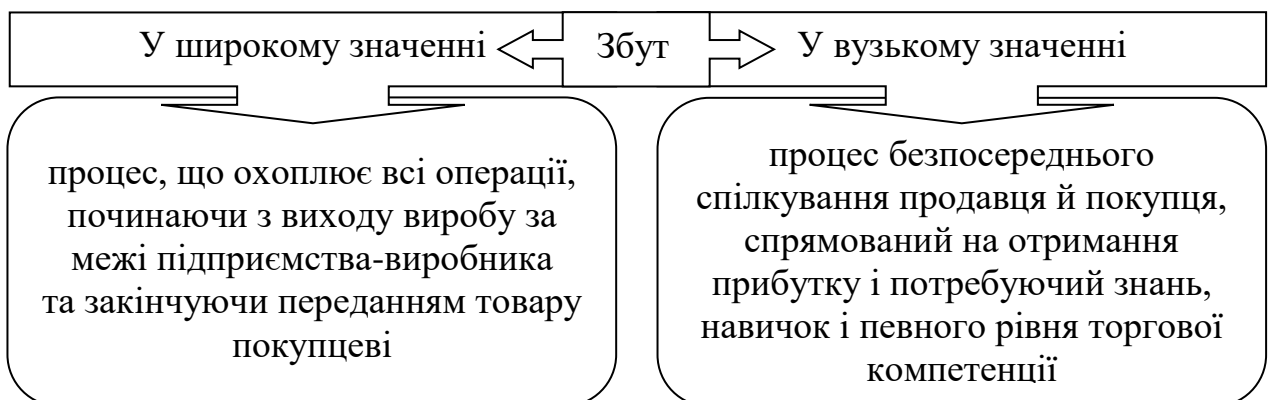 У широкому значенні
Збут
У вузькому значенні
процес, що охоплює всі операції,
починаючи з виходу виробу за
межі підприємства-виробника
та закінчуючи переданням товару
покупцеві
процес безпосереднього
спілкування продавця й покупця,
спрямований на отримання
прибутку і потребуючий знань,
навичок і певного рівня торгової
компетенції